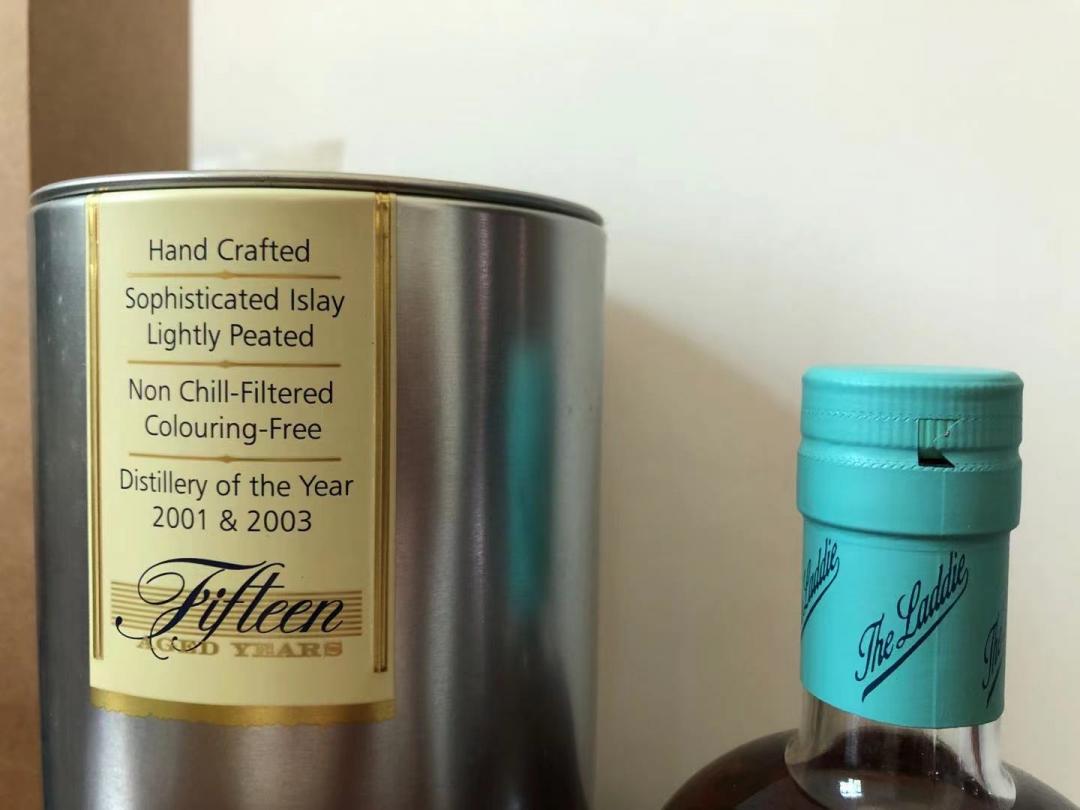 Hand Crafted
Sophisticated Islay
Lightly Peated
Non Chill-Filtered
Colouring-Free
Distillery of the Year
2001 & 2003
Fifteen
AGED YEARS
Laddie
The Laddie
The